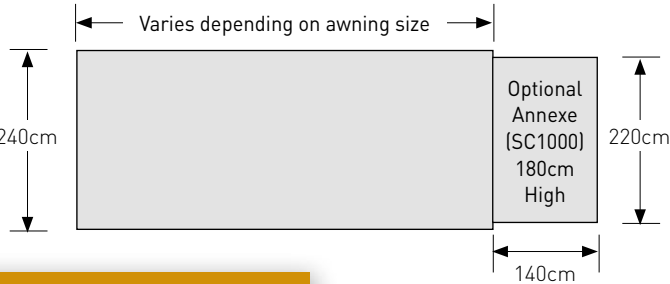 Varies depending on awning size
240cm
Optional
Annexe
(SC1000)
180cm
High
220cm
140cm